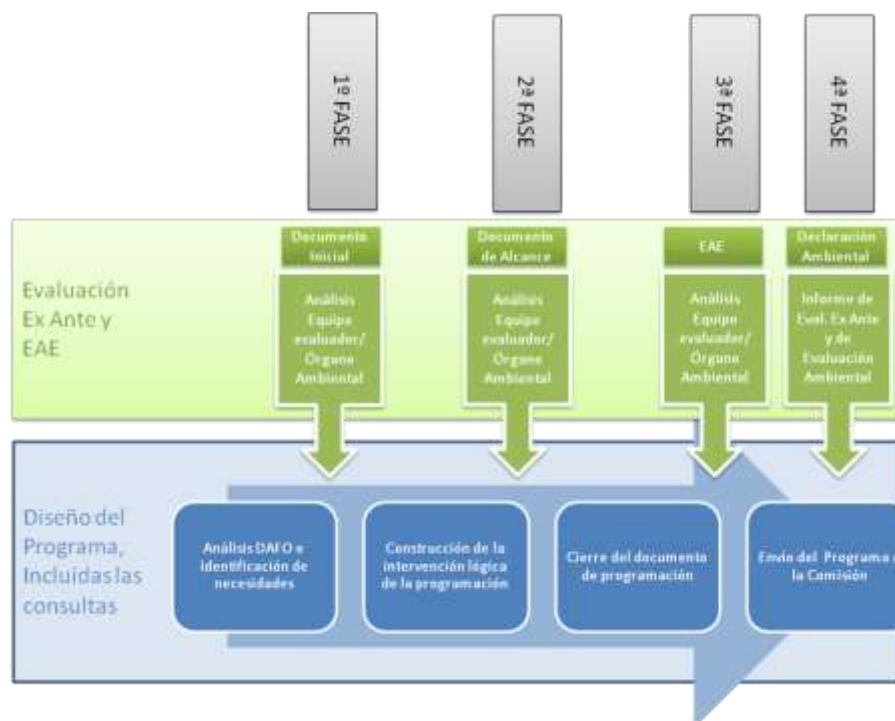 1º FASE
2ª FASE
3ª FASE
4ª FASE
Evaluación
Ex Ante y
EAE
Documento
Inicial
Análisis
Equipo
evaluador/
Órgano
Ambiental
Documento
de Alcance
Análisis
Equipo
evaluador/
Órgano
Ambiental
EAE
Análisis
Equipo
evaluador/
Órgano
Ambiental
Declaración
Ambiental
Informe de
Eval. Ex Ante
y de
Evaluación
Ambiental
Diseño del
Programa,
Incluidas las
consultas
Análisis DAFO e
identificación de
necesidades
Construcción de la
intervención lógica
de la programación
Cierre del documento
de programación
Envío del Programa a
la Comisión